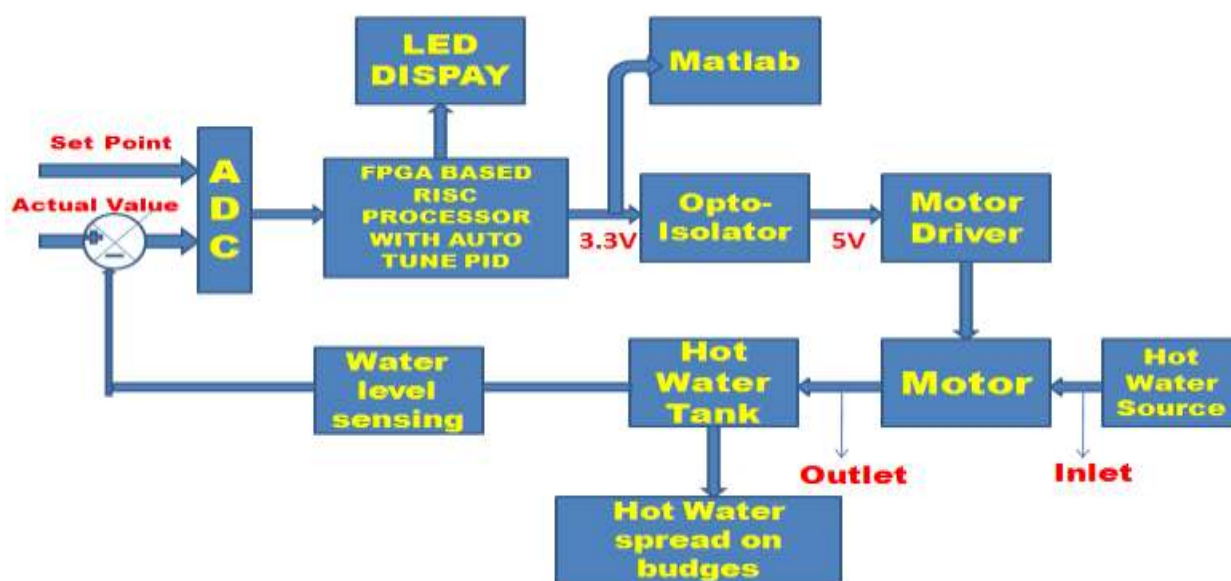 LED
DISPAY
Matlab
Set Point
Actual Value
+
−
A
D
C
FPGA BASED
RISC
PROCESSOR
WITH AUTO
TUNE PID
3.3V
Opto-
Isolator
5V
Motor
Driver
Water
level
sensing
Hot
Water
Tank
Motor
Hot
Water
Source
Outlet
Inlet
Hot Water
spread on
budges